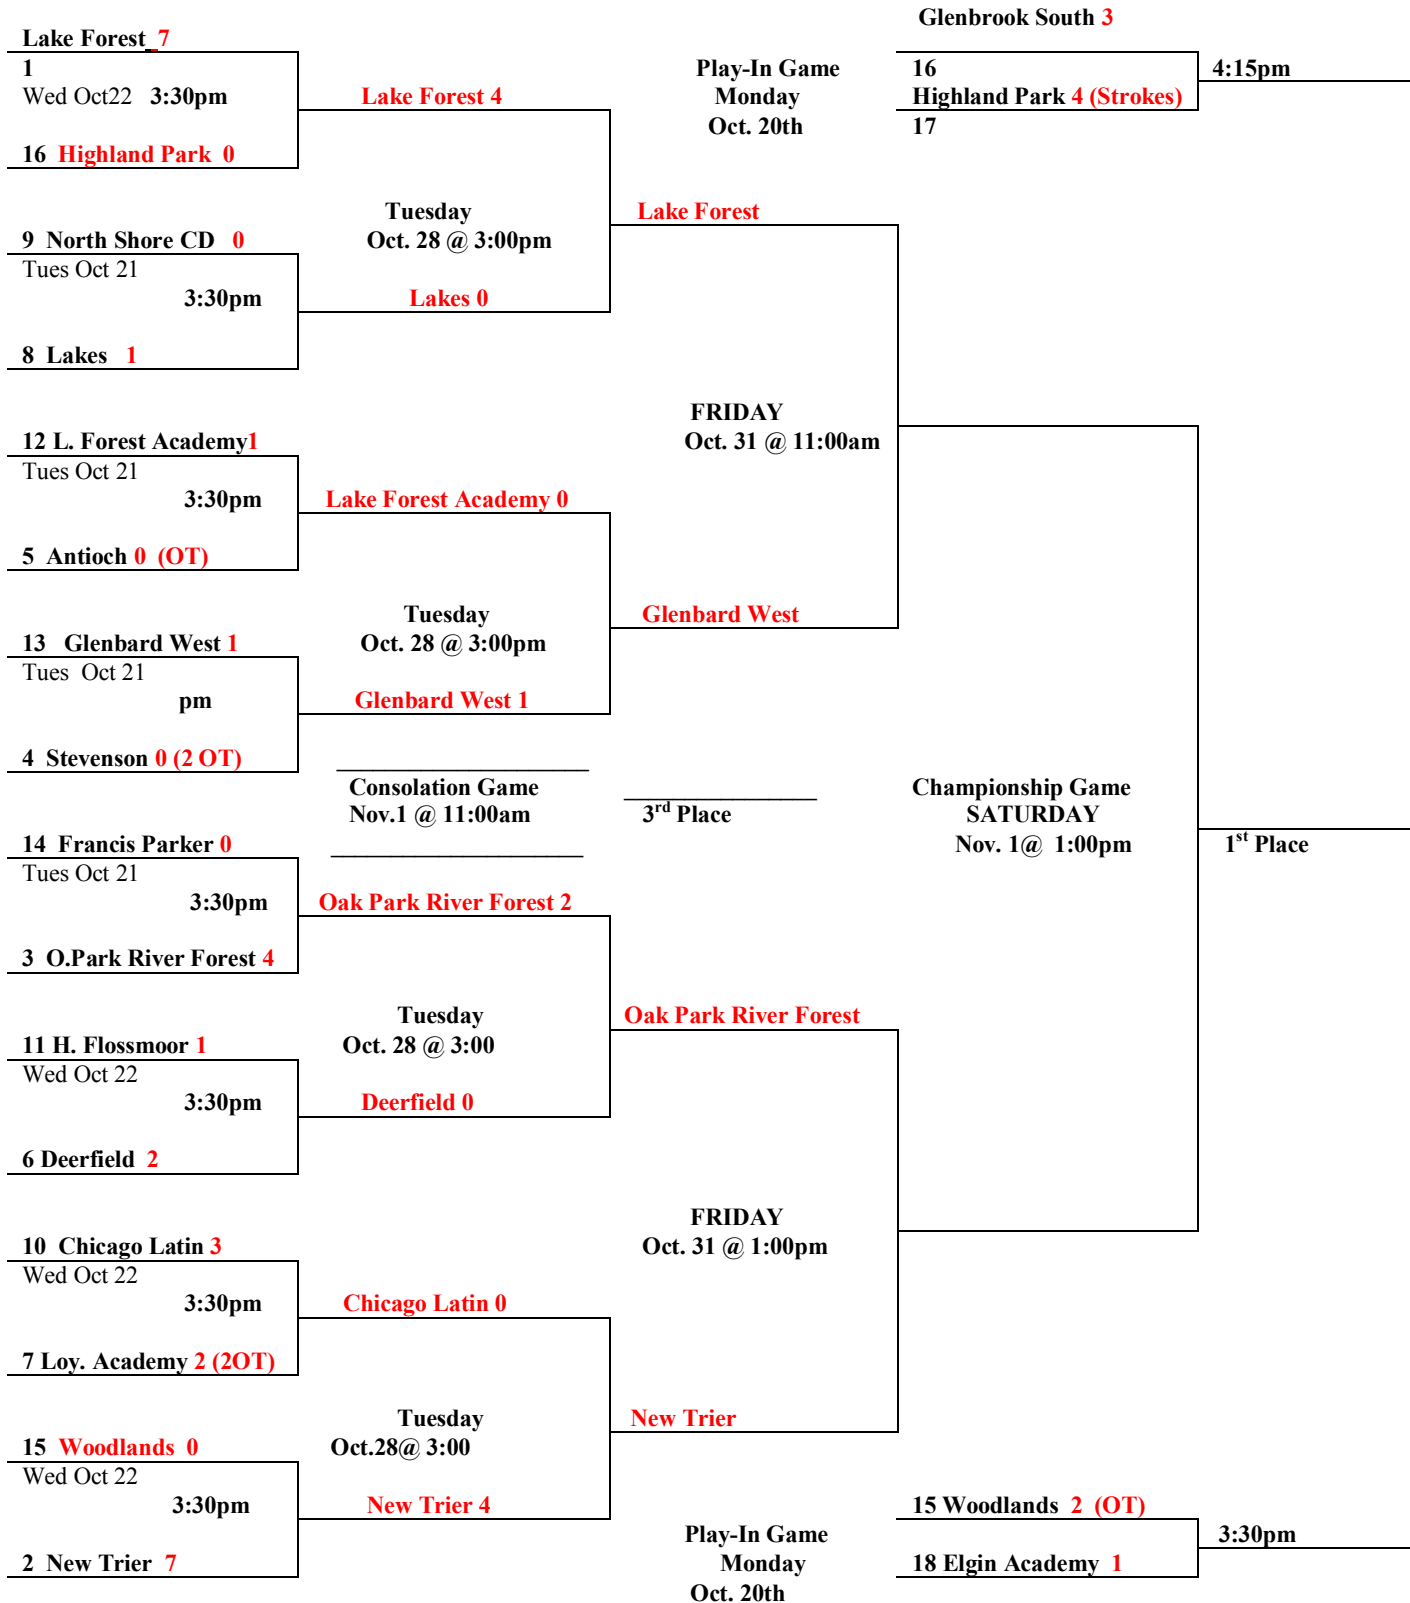 Glenbrook South 3
Lake Forest_7
1
Wed Oct22 3:30pm
Lake Forest 4
Play-In Game
Monday
Oct. 20th
16
Highland Park 4 (Strokes)
17
4:15pm
16 Highland Park 0
Tuesday
Oct. 28 @ 3:00pm
Lake Forest
9 North Shore CD 0
Tues Oct 21
3:30pm
Lakes 0
8 Lakes 1
FRIDAY
Oct. 31 @ 11:00am
12 L. Forest Academy1
Tues Oct 21
3:30pm
Lake Forest Academy 0
5 Antioch 0 (OT)
Tuesday
Oct. 28 @ 3:00pm
Glenbard West
13 Glenbard West 1
Tues Oct 21
pm
Glenbard West 1
4 Stevenson 0 (2 OT)
Consolation Game
Nov.1 @ 11:00am
3rd Place
Championship Game
SATURDAY
Nov. 1@ 1:00pm
1st Place
14 Francis Parker 0
Tues Oct 21
3:30pm
Oak Park River Forest 2
3 O.Park River Forest 4
Tuesday
Oct. 28 @ 3:00
Oak Park River Forest
11 H. Flossmoor 1
Wed Oct 22
3:30pm
Deerfield 0
6 Deerfield 2
FRIDAY
Oct. 31 @ 1:00pm
10 Chicago Latin 3
Wed Oct 22
3:30pm
Chicago Latin 0
7 Loy. Academy 2 (2OT)
Tuesday
Oct.28@ 3:00
New Trier
15 Woodlands 0
Wed Oct 22
3:30pm
New Trier 4
2 New Trier 7
Play-In Game
Monday
Oct. 20th
15 Woodlands 2 (OT)
18 Elgin Academy 1
3:30pm